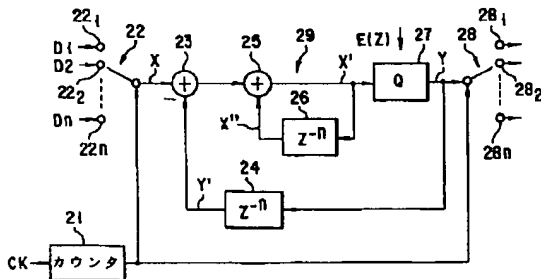 22₁
22
D1
D2
22₂
Dn
22n
X
23
+
−
25
+
29
X'
E(Z)
27
Q
Y
28
28₁
28₂
28n
X''
26
Z⁻ⁿ
24
Z⁻ⁿ
Y'
21
CK
カウンタ